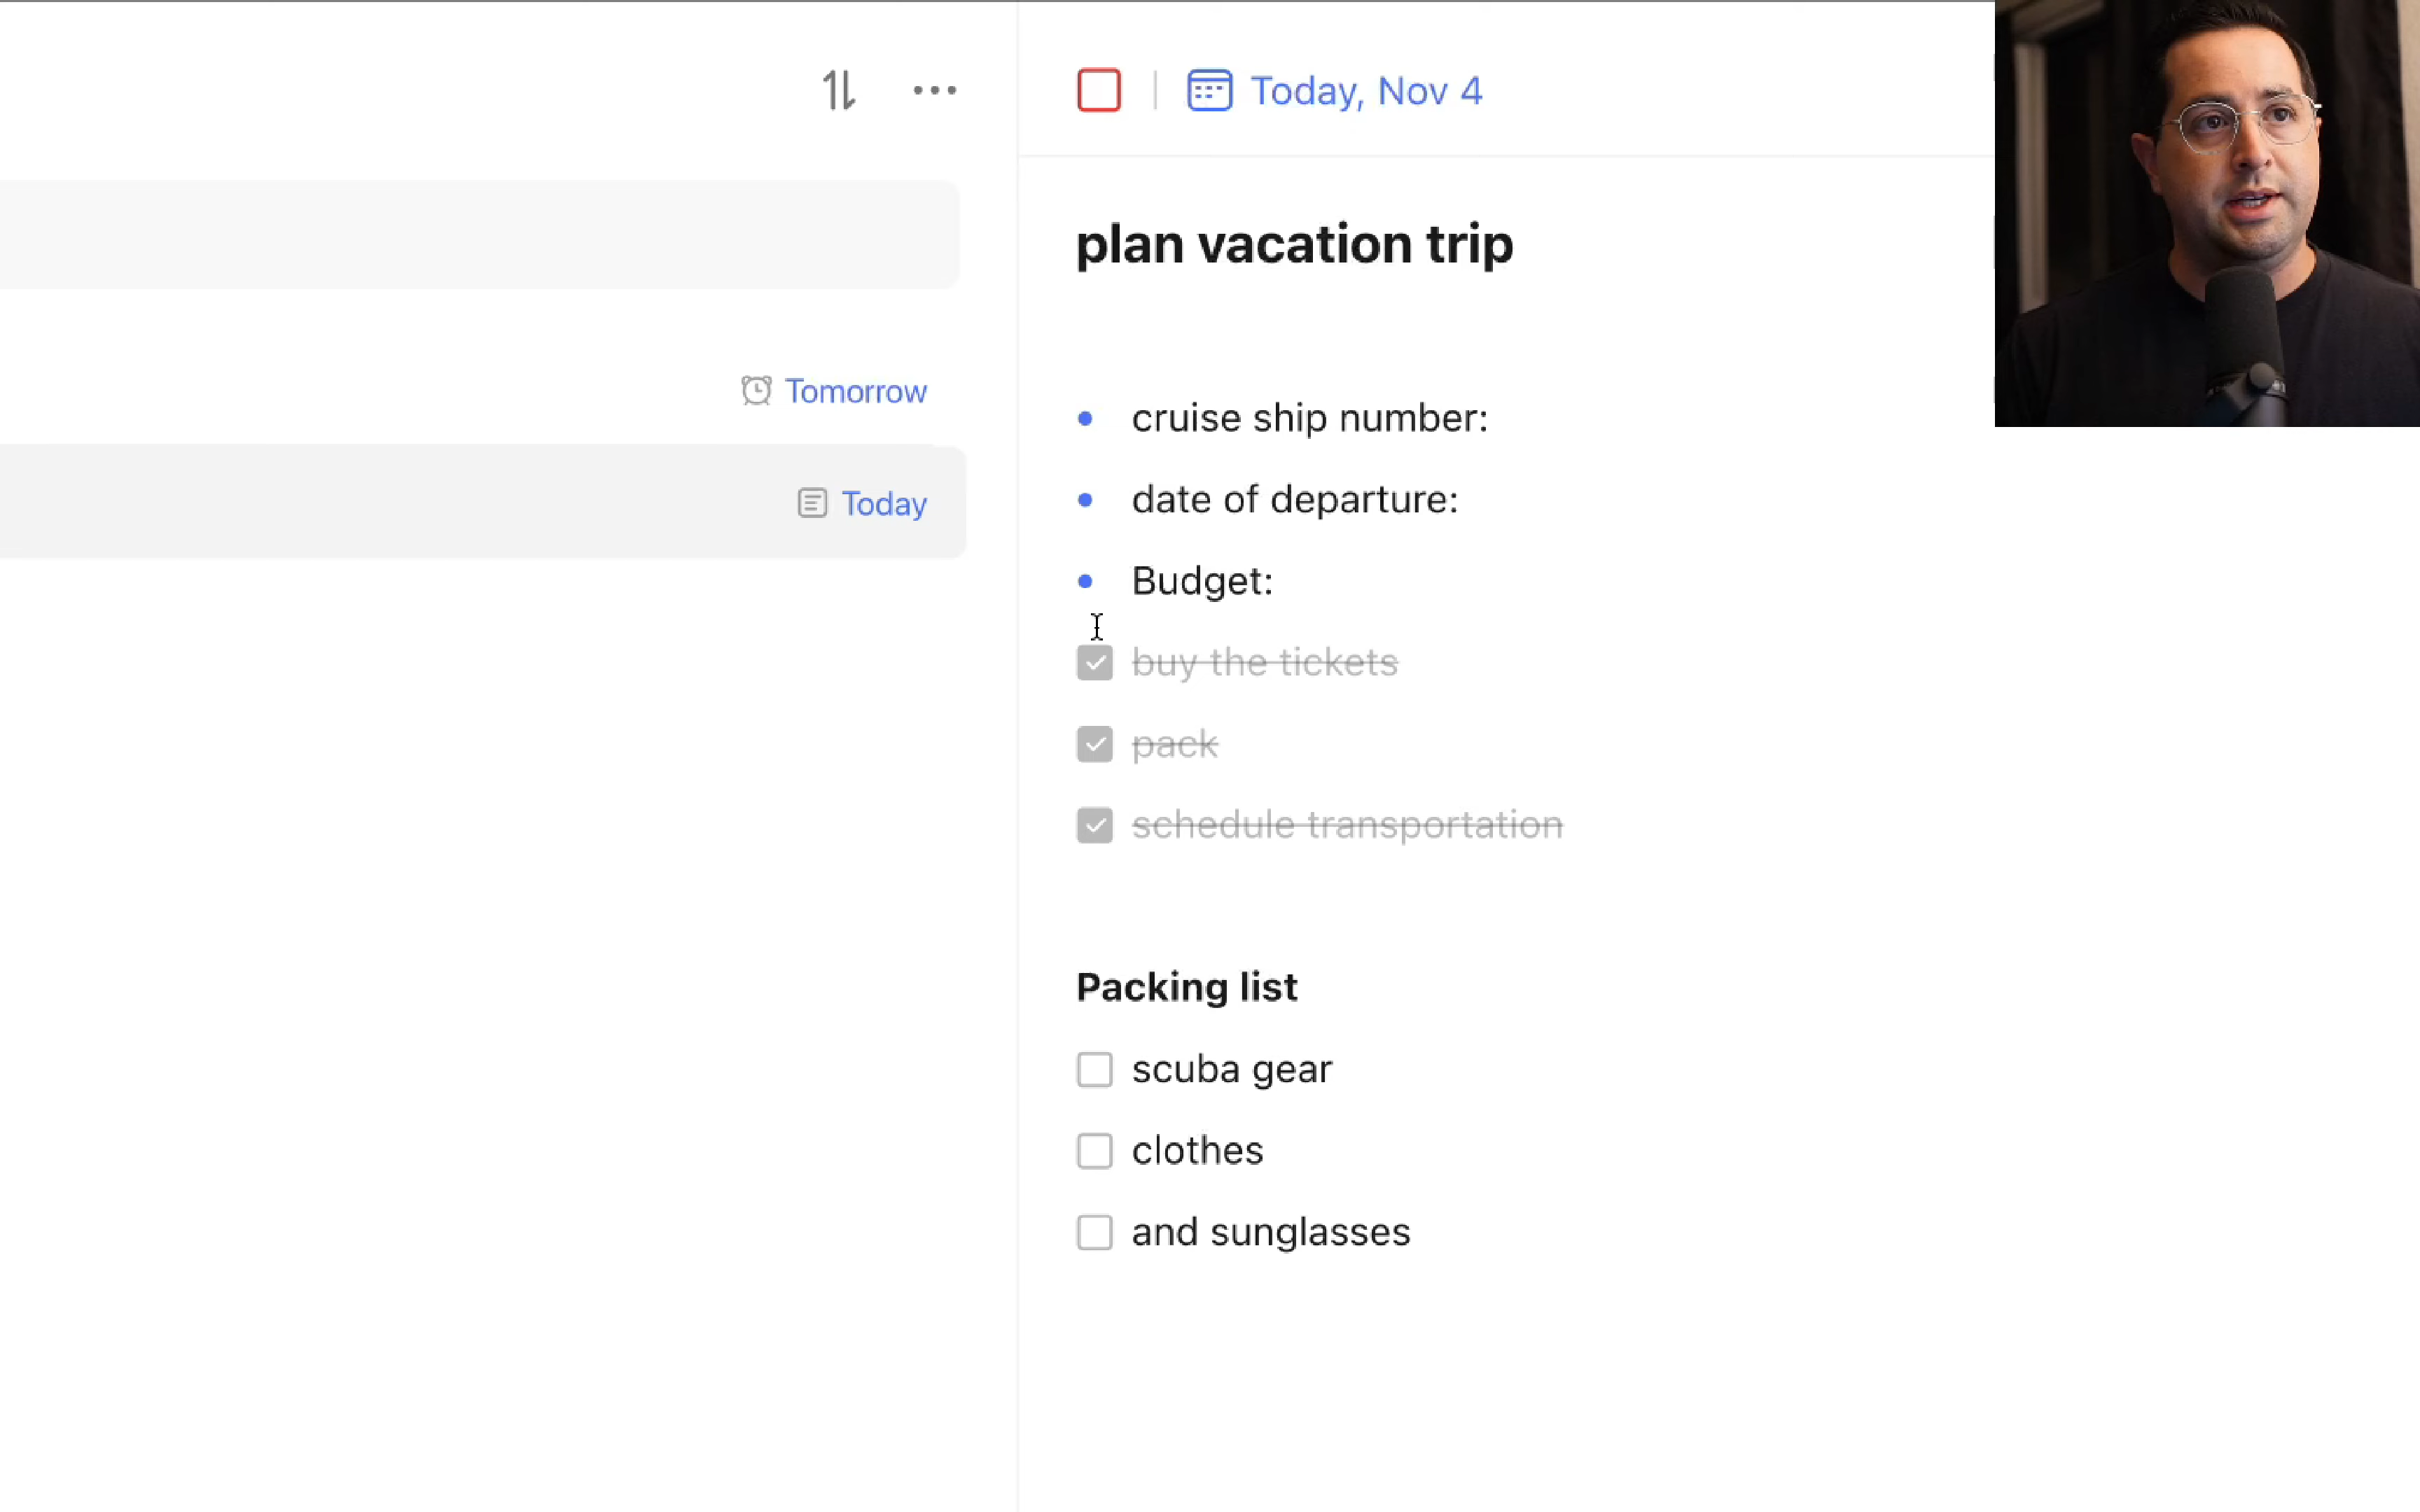 Today, Nov 4
plan vacation trip
Tomorrow
cruise ship number:
date of departure:
Today
Budget:
buy the tickets
pack
schedule transportation
Packing list
scuba gear
clothes
and sunglasses